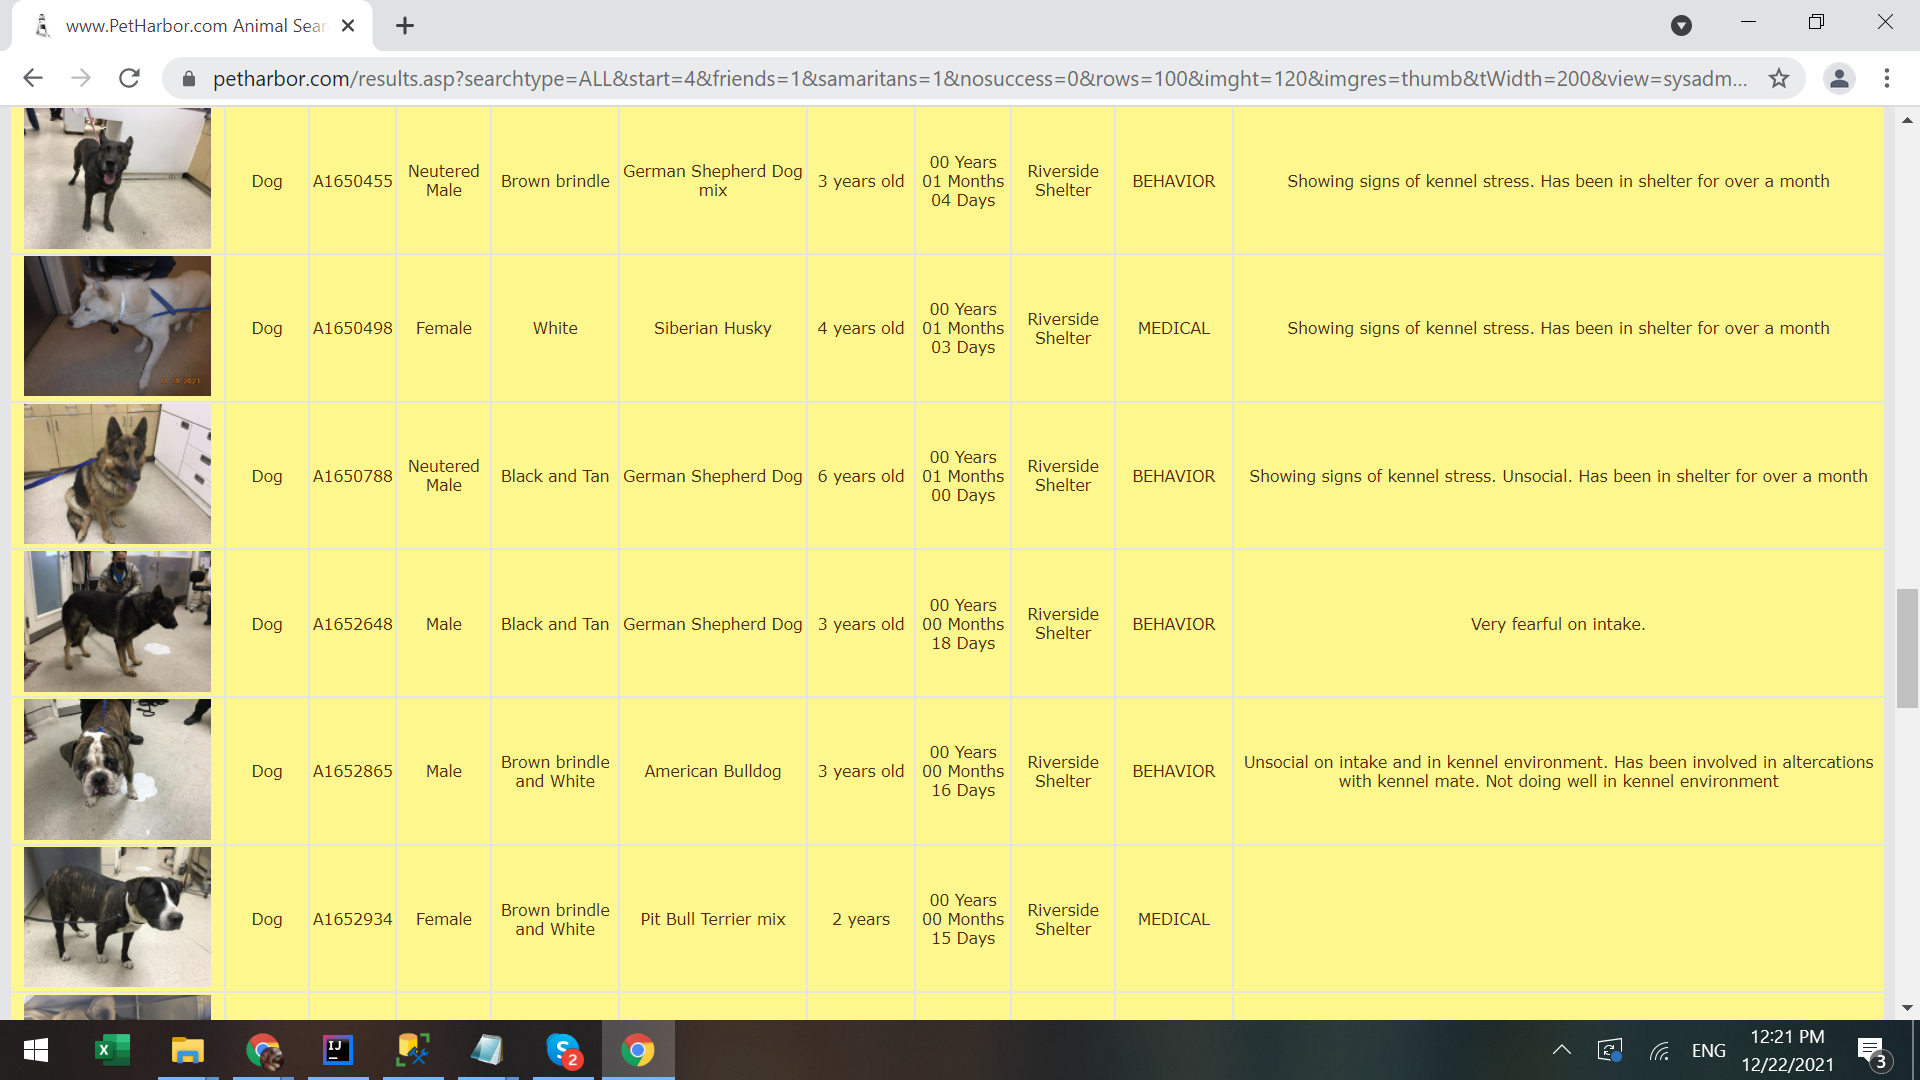 www.PetHarbor.com Animal Sear
petharbor.com/results.asp?searchtype=ALL&start=4&friends=1&samaritans=1&nosuccess=0&rows=100&imght=120&imgres=thumb&tWidth=200&view=sysadm...
Dog A1650455 Neutered Male Brown brindle German Shepherd Dog mix 3 years old 00 Years 01 Months 04 Days Riverside Shelter BEHAVIOR Showing signs of kennel stress. Has been in shelter for over a month
Dog A1650498 Female White Siberian Husky 4 years old 00 Years 01 Months 03 Days Riverside Shelter MEDICAL Showing signs of kennel stress. Has been in shelter for over a month
Dog A1650788 Neutered Male Black and Tan German Shepherd Dog 6 years old 00 Years 01 Months 00 Days Riverside Shelter BEHAVIOR Showing signs of kennel stress. Unsocial. Has been in shelter for over a month
Dog A1652648 Male Black and Tan German Shepherd Dog 3 years old 00 Years 00 Months 18 Days Riverside Shelter BEHAVIOR Very fearful on intake.
Dog A1652865 Male Brown brindle and White American Bulldog 3 years old 00 Years 00 Months 16 Days Riverside Shelter BEHAVIOR Unsocial on intake and in kennel environment. Has been involved in altercations with kennel mate. Not doing well in kennel environment
Dog A1652934 Female Brown brindle and White Pit Bull Terrier mix 2 years 00 Years 00 Months 15 Days Riverside Shelter MEDICAL
IJ
2
ENG
12:21 PM
12/22/2021
3